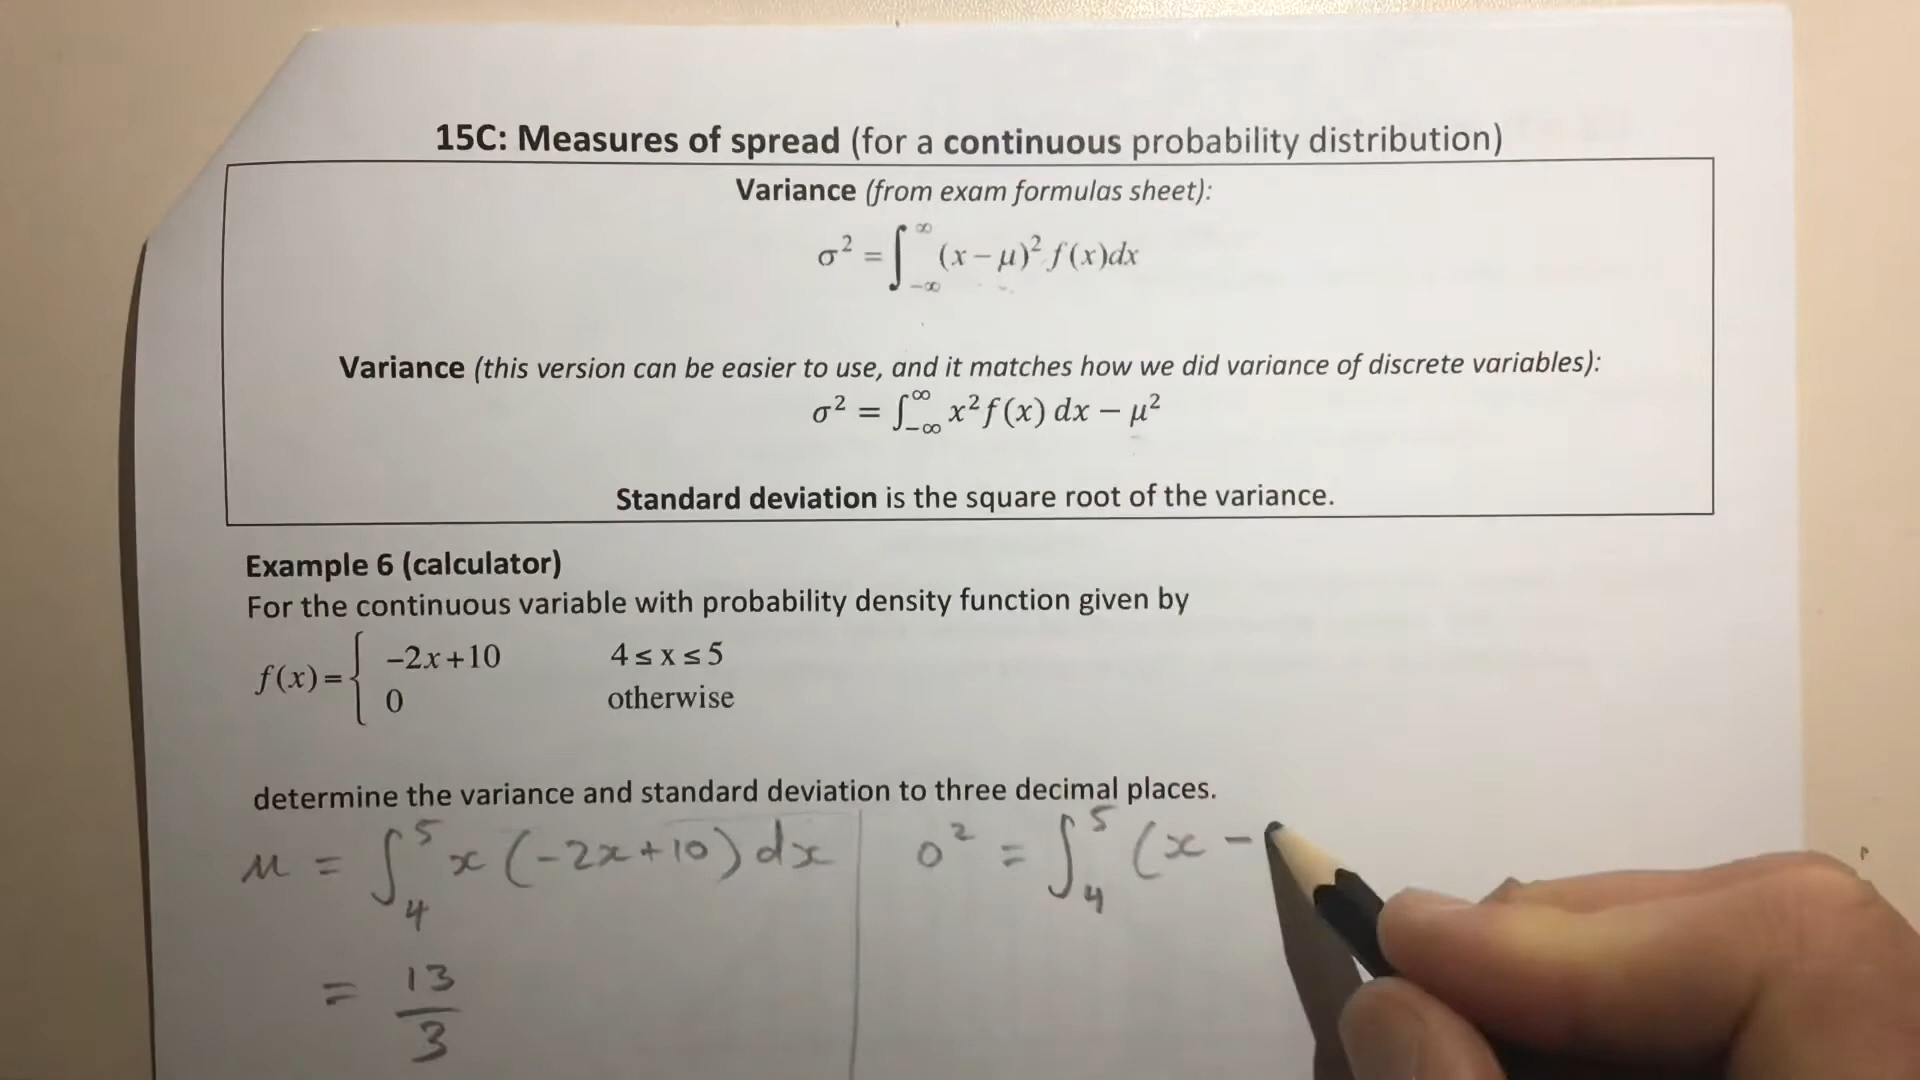 15C: Measures of spread (for a continuous probability distribution)
Variance (from exam formulas sheet):
σ² = ∫_{-∞}^{∞} (x − μ)² f(x)dx
Variance (this version can be easier to use, and it matches how we did variance of discrete variables):
σ² = ∫_{-∞}^{∞} x² f(x) dx − μ²
Standard deviation is the square root of the variance.
Example 6 (calculator)
For the continuous variable with probability density function given by
f(x) = { −2x+10 4 ≤ x ≤ 5
0 otherwise
determine the variance and standard deviation to three decimal places.
μ = ∫_4^5 x (-2x+10) dx
= 13/3
σ² = ∫_4^5 (x -